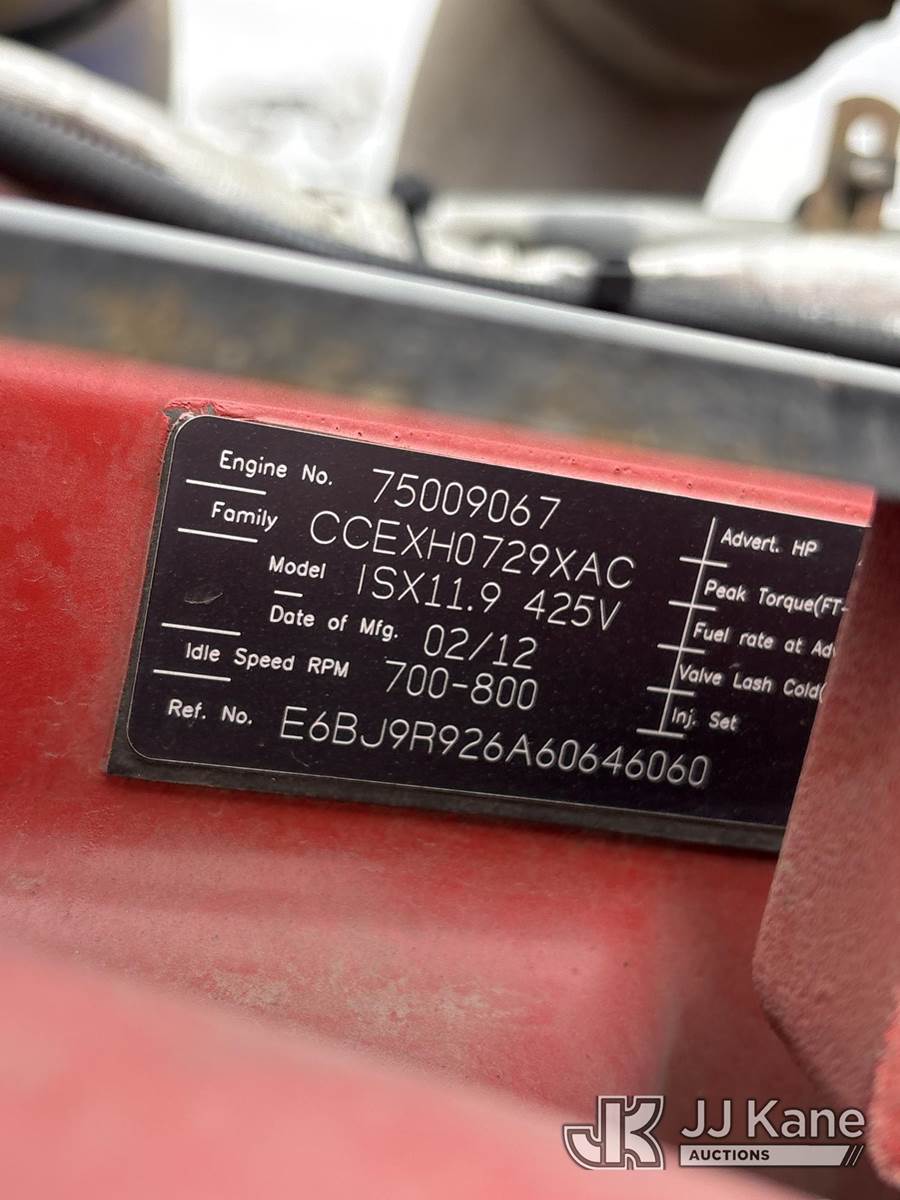 Engine No. 75009067
Family CCEXH0729XAC
Model ISX11.9 425V
Date of Mfg. 02/12
Idle Speed RPM 700-800
Ref. No. E6BJ9R926A60646060
Advert. HP
Peak Torque(FT-
Fuel rate at Adv
Valve Lash Cold(
Inj. Set
JK JJ Kane
AUCTIONS